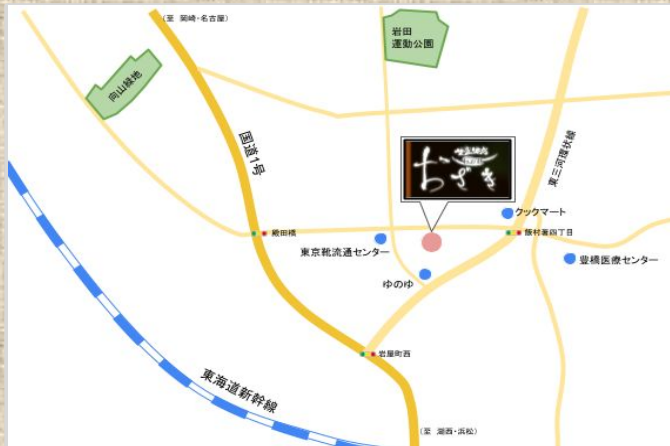 (至 岡崎・名古屋)
岩田
運動公園
向山緑地
国道1号
東三河環状線
おざき
クックマート
殿田橋
飯村著四丁目
東京靴流通センター
豊橋医療センター
ゆのゆ
岩屋町西
東海道新幹線
(至 湖西・浜松)